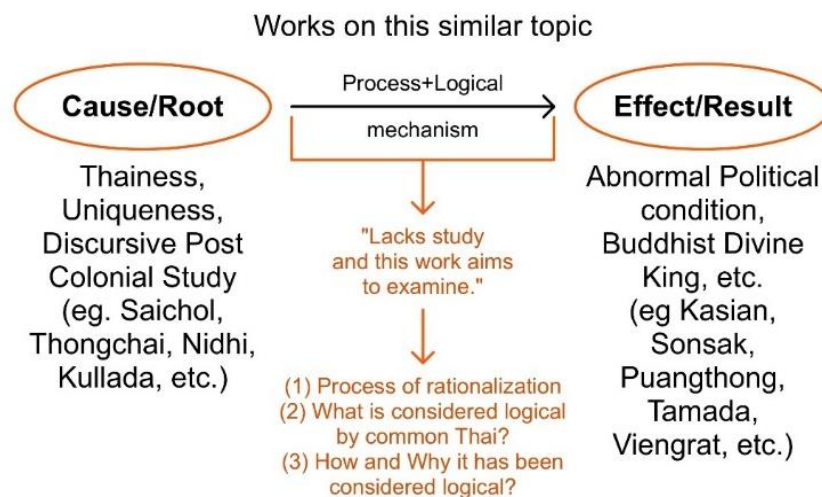 Works on this similar topic
Cause/Root
Thainess,
Uniqueness,
Discursive Post
Colonial Study
(eg. Saichol,
Thongchai, Nidhi,
Kullada, etc.)
Process+Logical
mechanism
"Lacks study
and this work aims
to examine."
(1) Process of rationalization
(2) What is considered logical
by common Thai?
(3) How and Why it has been
considered logical?
Effect/Result
Abnormal Political
condition,
Buddhist Divine
King, etc.
(eg Kasian,
Sonsak,
Puangthong,
Tamada,
Viengrat, etc.)